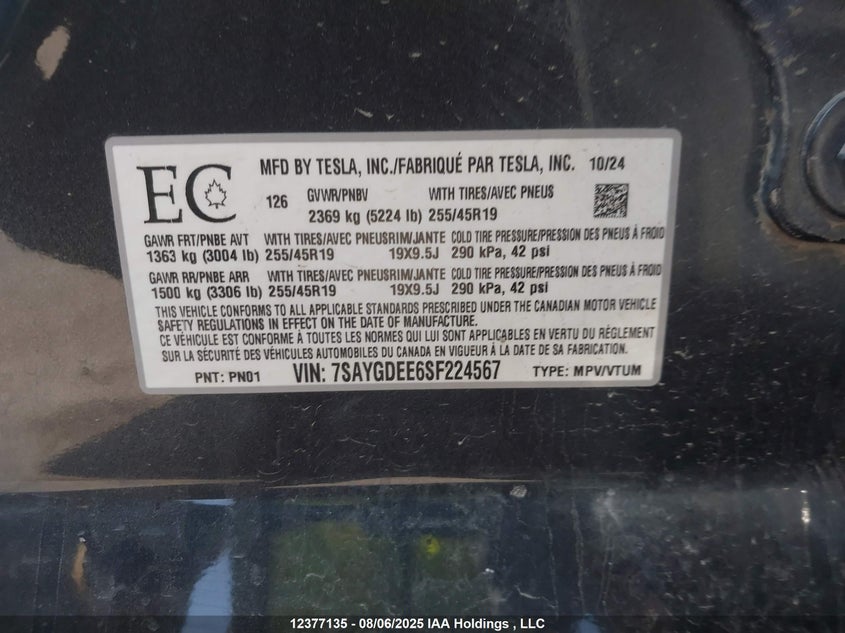 EC
MFD BY TESLA, INC./FABRIQUÉ PAR TESLA, INC. 10/24
126 GVWR/PNBV WITH TIRES/AVEC PNEUS
2369 kg (5224 lb) 255/45R19
GAWR FRT/PNBE AVT WITH TIRES/AVEC PNEUS RIM/JANTE COLD TIRE PRESSURE/PRESSION DES PNEUS À FROID
1363 kg (3004 lb) 255/45R19 19X9.5J 290 kPa, 42 psi
GAWR RR/PNBE ARR WITH TIRES/AVEC PNEUS RIM/JANTE COLD TIRE PRESSURE/PRESSION DES PNEUS À FROID
1500 kg (3306 lb) 255/45R19 19X9.5J 290 kPa, 42 psi
THIS VEHICLE CONFORMS TO ALL APPLICABLE STANDARDS PRESCRIBED UNDER THE CANADIAN MOTOR VEHICLE
SAFETY REGULATIONS IN EFFECT ON THE DATE OF MANUFACTURE.
CE VÉHICULE EST CONFORME À TOUTES LES NORMES QUI LUI SONT APPLICABLES EN VERTU DU RÈGLEMENT
SUR LA SÉCURITÉ DES VÉHICULES AUTOMOBILES DU CANADA EN VIGUEUR À LA DATE DE SA FABRICATION.
PNT: PN01 VIN: 7SAYGDEE6SF224567 TYPE: MPV/VTUM
12377135 - 08/06/2025 IAA Holdings , LLC